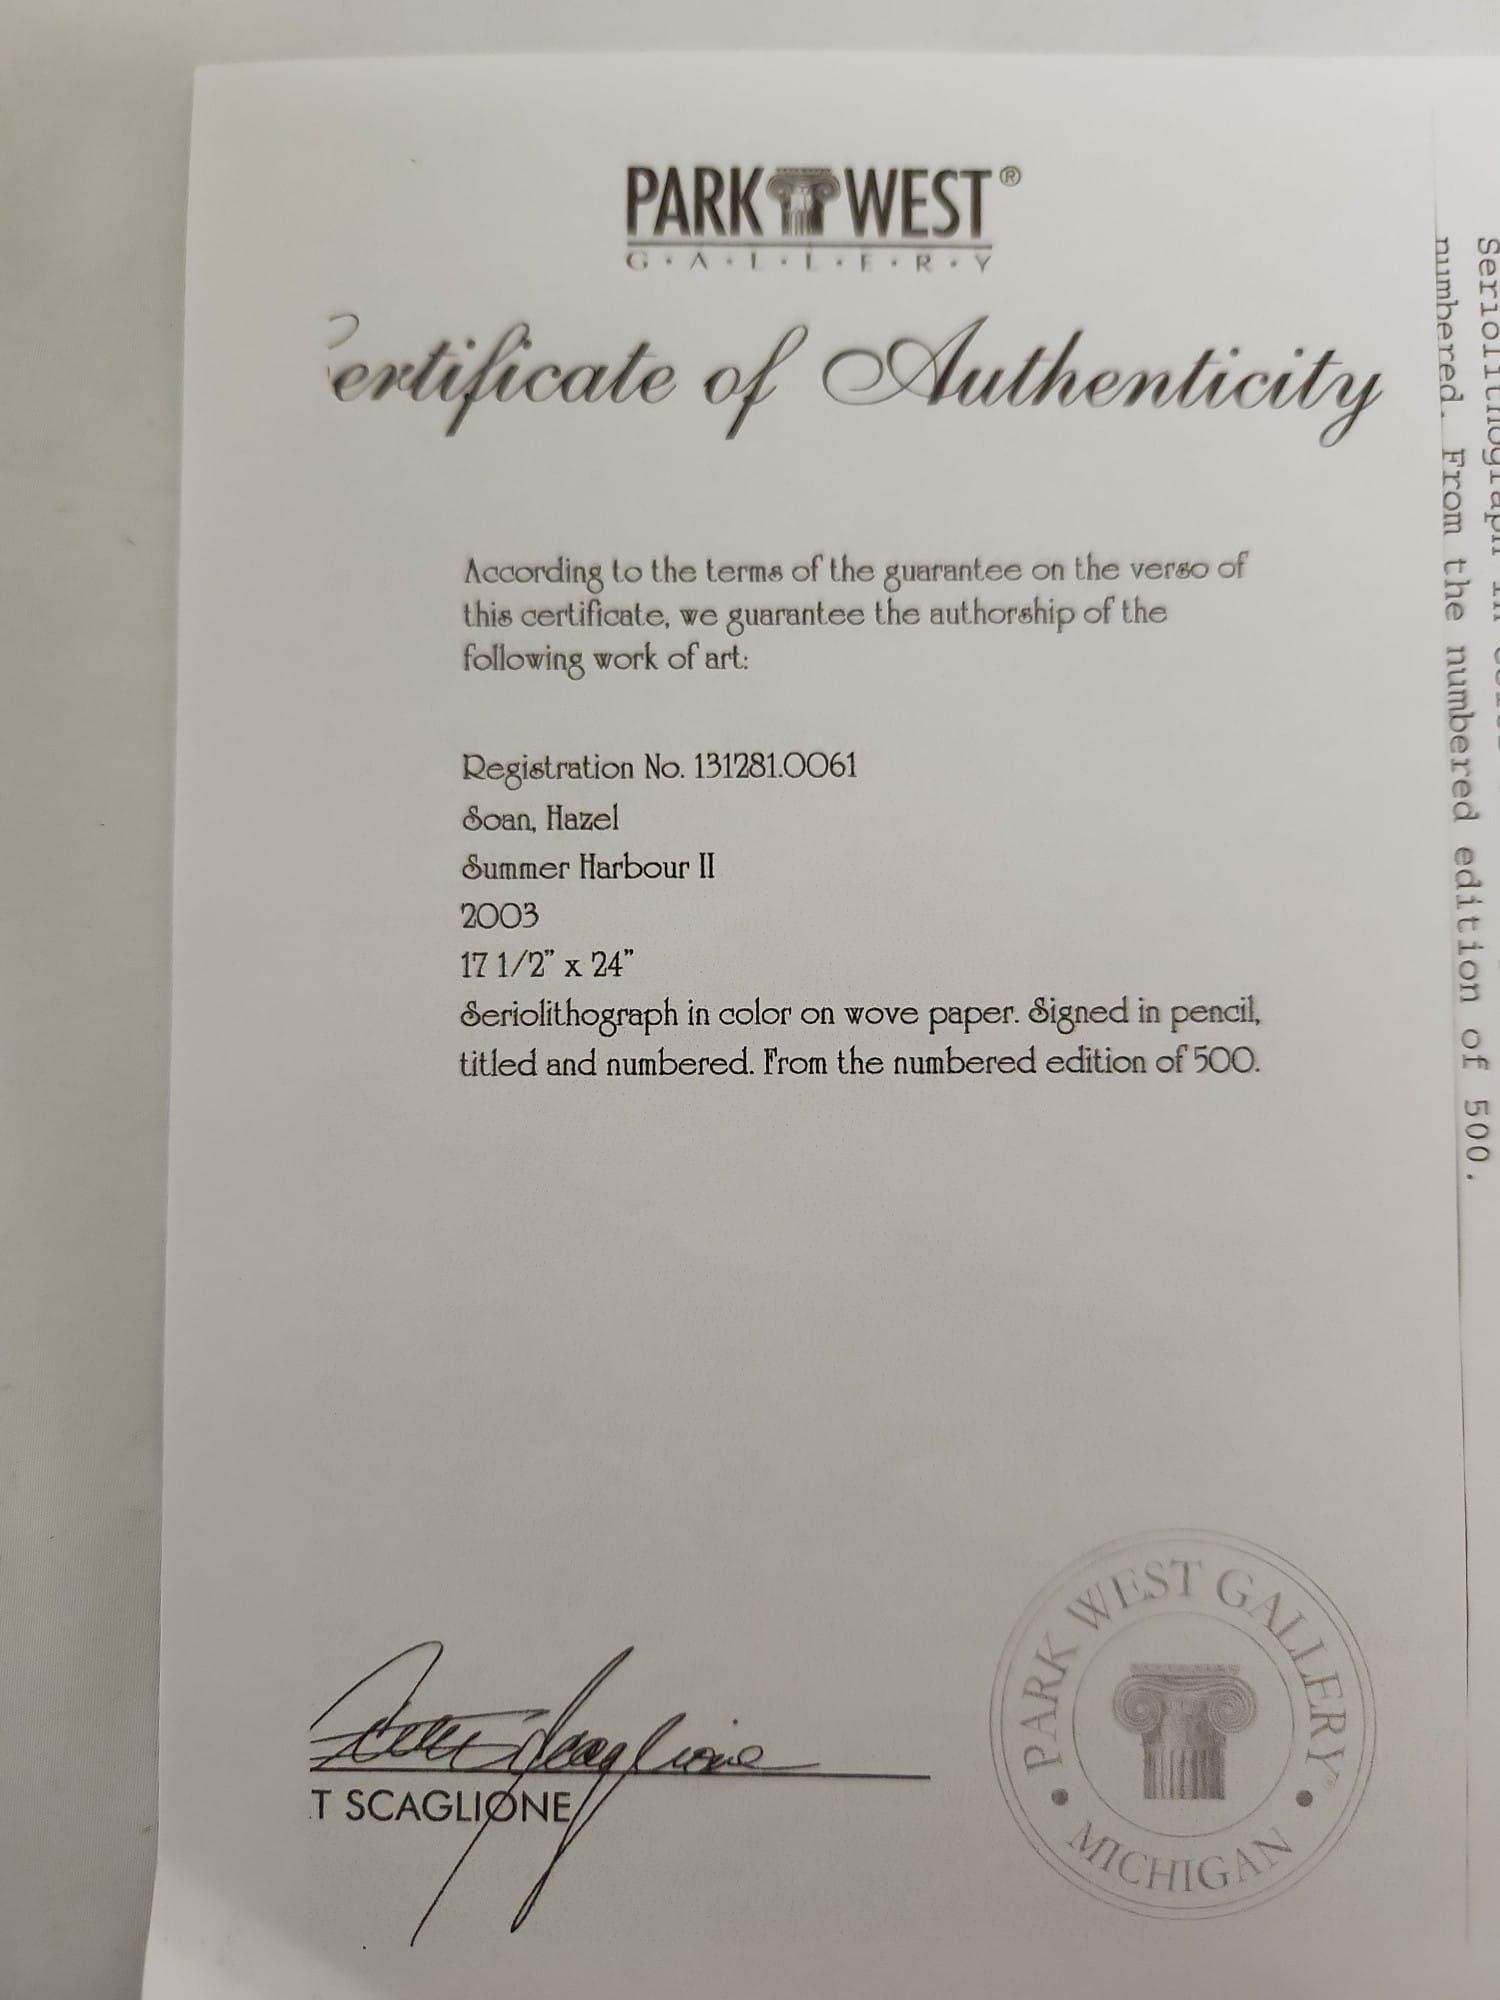 PARK WEST®
G·A·L·L·E·R·Y
ertificate of Authenticity
According to the terms of the guarantee on the verso of
this certificate, we guarantee the authorship of the
following work of art:
Registration No. 131281.0061
Soan, Hazel
Summer Harbour II
2003
17 1/2" x 24"
Seriolithograph in color on wove paper. Signed in pencil,
titled and numbered. From the numbered edition of 500.
T SCAGLIONE
PARK WEST GALLERY
• MICHIGAN •
Seriolithograph in
numbered. From the numbered edition of 500.